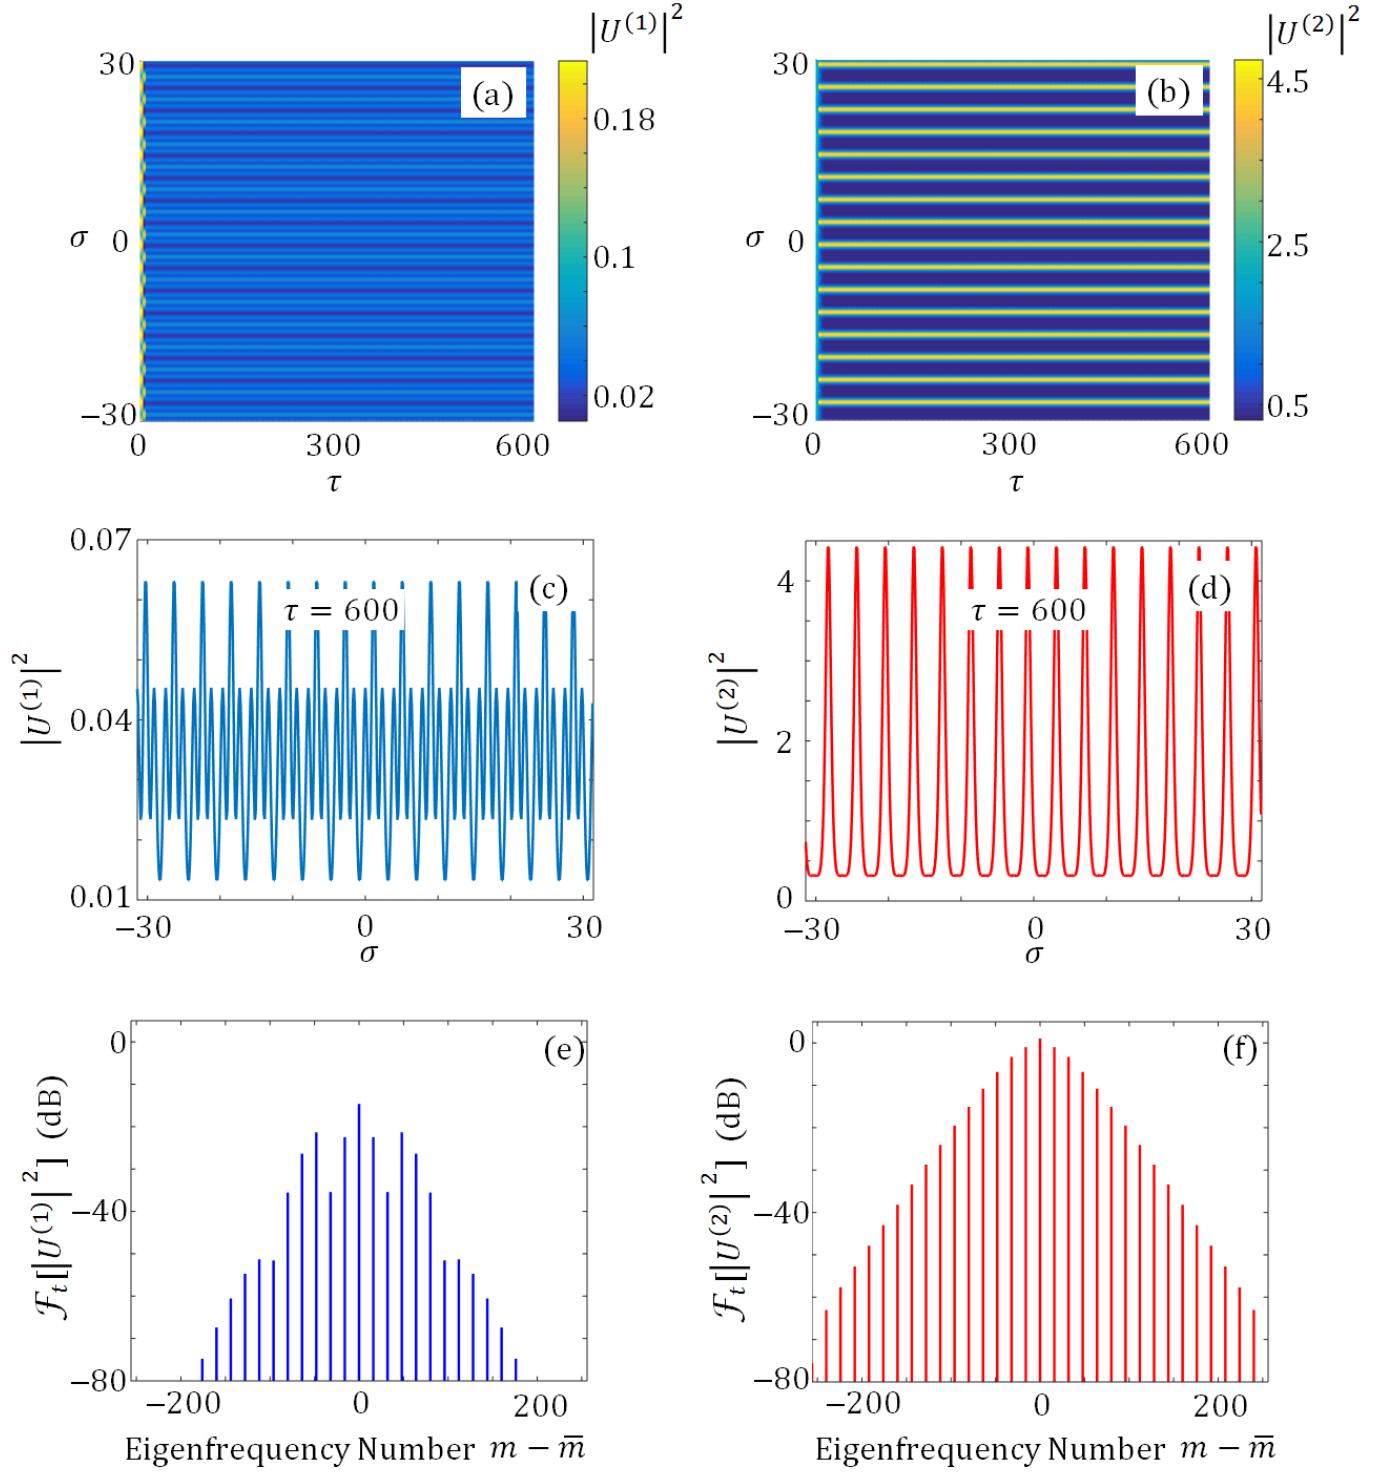 |U⁽¹⁾|²
30
(a)
0.18
σ 0
0.1
0.02
−30
0 300 600
τ
|U⁽²⁾|²
30
(b)
4.5
σ 0
2.5
0.5
−30
0 300 600
τ
0.07
(c)
τ = 600
|U⁽¹⁾|²
0.04
0.01
−30 0 30
σ
(d)
4
τ = 600
|U⁽²⁾|²
2
0
−30 0 30
σ
0
(e)
ℱₜ[|U⁽¹⁾|²] (dB)
−40
−80
−200 0 200
Eigenfrequency Number m − m̅
0
(f)
ℱₜ[|U⁽²⁾|²] (dB)
−40
−80
−200 0 200
Eigenfrequency Number m − m̅